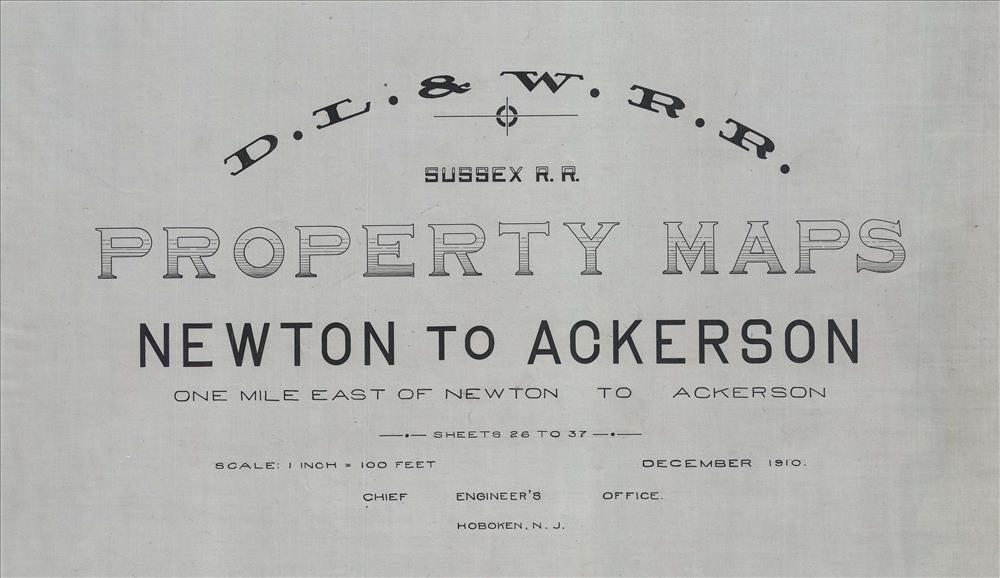 D. L. & W. R. R.
SUSSEX R. R.
PROPERTY MAPS
NEWTON TO ACKERSON
ONE MILE EAST OF NEWTON TO ACKERSON
SHEETS 26 TO 37
SCALE: 1 INCH = 100 FEET DECEMBER 1910.
CHIEF ENGINEER'S OFFICE.
HOBOKEN, N. J.